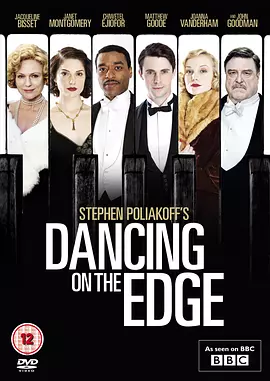 JACQUELINE BISSET
JANET MONTGOMERY
CHIWETEL EJIOFOR
MATTHEW GOODE
JOANNA VANDERHAM
AND JOHN GOODMAN
STEPHEN POLIAKOFF'S
DANCING
ON THE EDGE
12
DVD
VIDEO
As seen on BBC
BBC